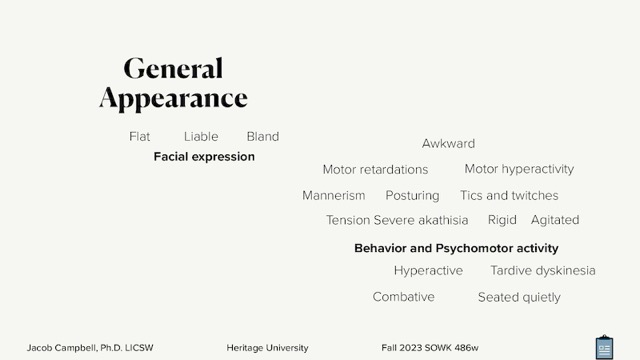 General
Appearance
Flat Liable Bland
Facial expression
Awkward
Motor retardations Motor hyperactivity
Mannerism Posturing Tics and twitches
Tension Severe akathisia Rigid Agitated
Behavior and Psychomotor activity
Hyperactive Tardive dyskinesia
Combative Seated quietly
Jacob Campbell, Ph.D. LICSW Heritage University Fall 2023 SOWK 486w